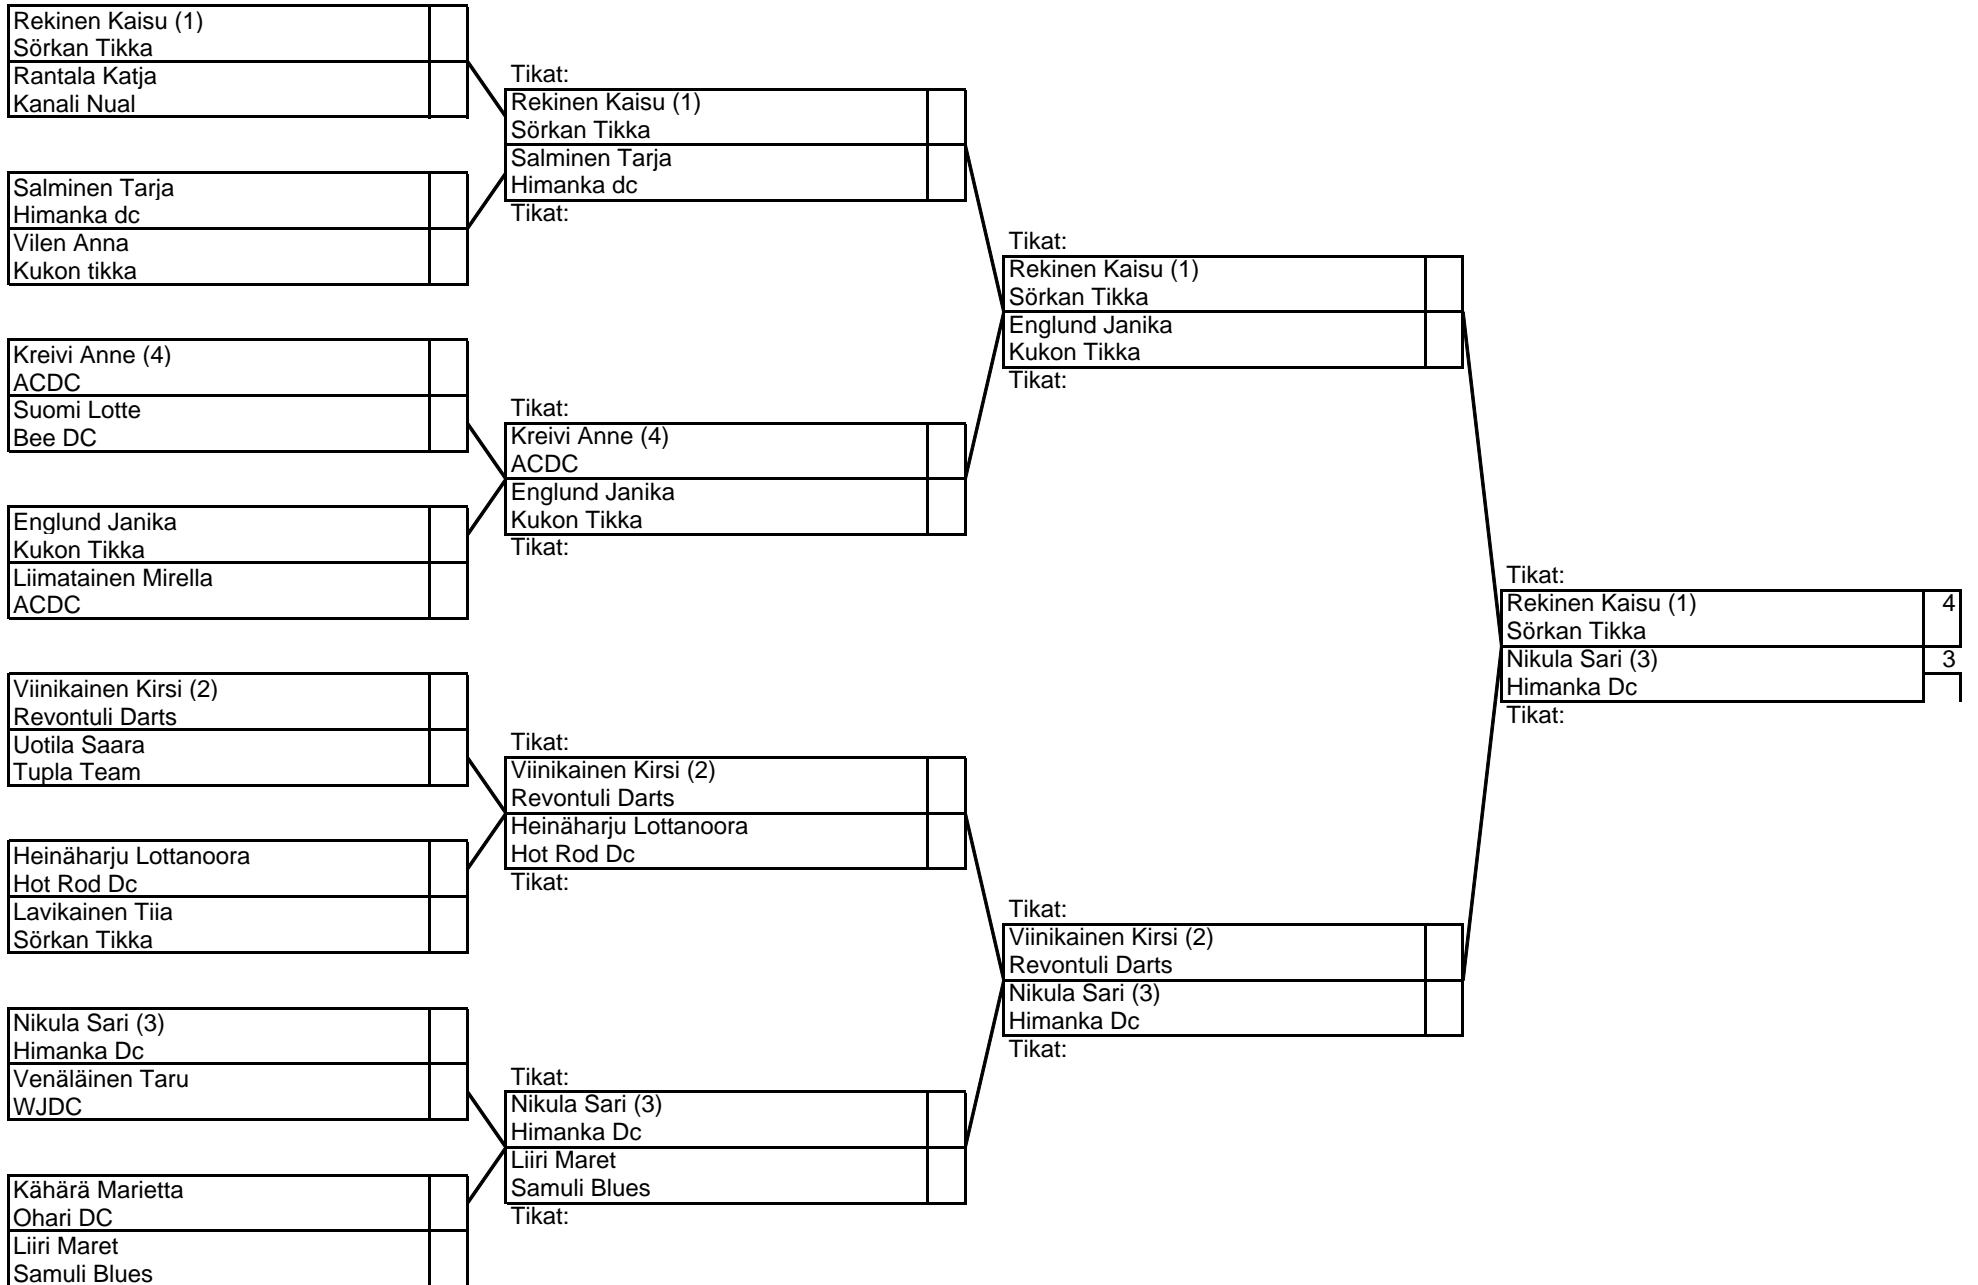 Rekinen Kaisu (1)
Sörkan Tikka
Rantala Katja
Kanali Nual
Salminen Tarja
Himanka dc
Vilen Anna
Kukon tikka
Kreivi Anne (4)
ACDC
Suomi Lotte
Bee DC
Englund Janika
Kukon Tikka
Liimatainen Mirella
ACDC
Viinikainen Kirsi (2)
Revontuli Darts
Uotila Saara
Tupla Team
Heinäharju Lottanoora
Hot Rod Dc
Lavikainen Tiia
Sörkan Tikka
Nikula Sari (3)
Himanka Dc
Venäläinen Taru
WJDC
Kähärä Marietta
Ohari DC
Liiri Maret
Samuli Blues
Tikat:
Rekinen Kaisu (1)
Sörkan Tikka
Salminen Tarja
Himanka dc
Tikat:
Tikat:
Kreivi Anne (4)
ACDC
Englund Janika
Kukon Tikka
Tikat:
Tikat:
Viinikainen Kirsi (2)
Revontuli Darts
Heinäharju Lottanoora
Hot Rod Dc
Tikat:
Tikat:
Nikula Sari (3)
Himanka Dc
Liiri Maret
Samuli Blues
Tikat:
Tikat:
Rekinen Kaisu (1)
Sörkan Tikka
Englund Janika
Kukon Tikka
Tikat:
Tikat:
Viinikainen Kirsi (2)
Revontuli Darts
Nikula Sari (3)
Himanka Dc
Tikat:
Tikat:
Rekinen Kaisu (1) 4
Sörkan Tikka
Nikula Sari (3) 3
Himanka Dc
Tikat: